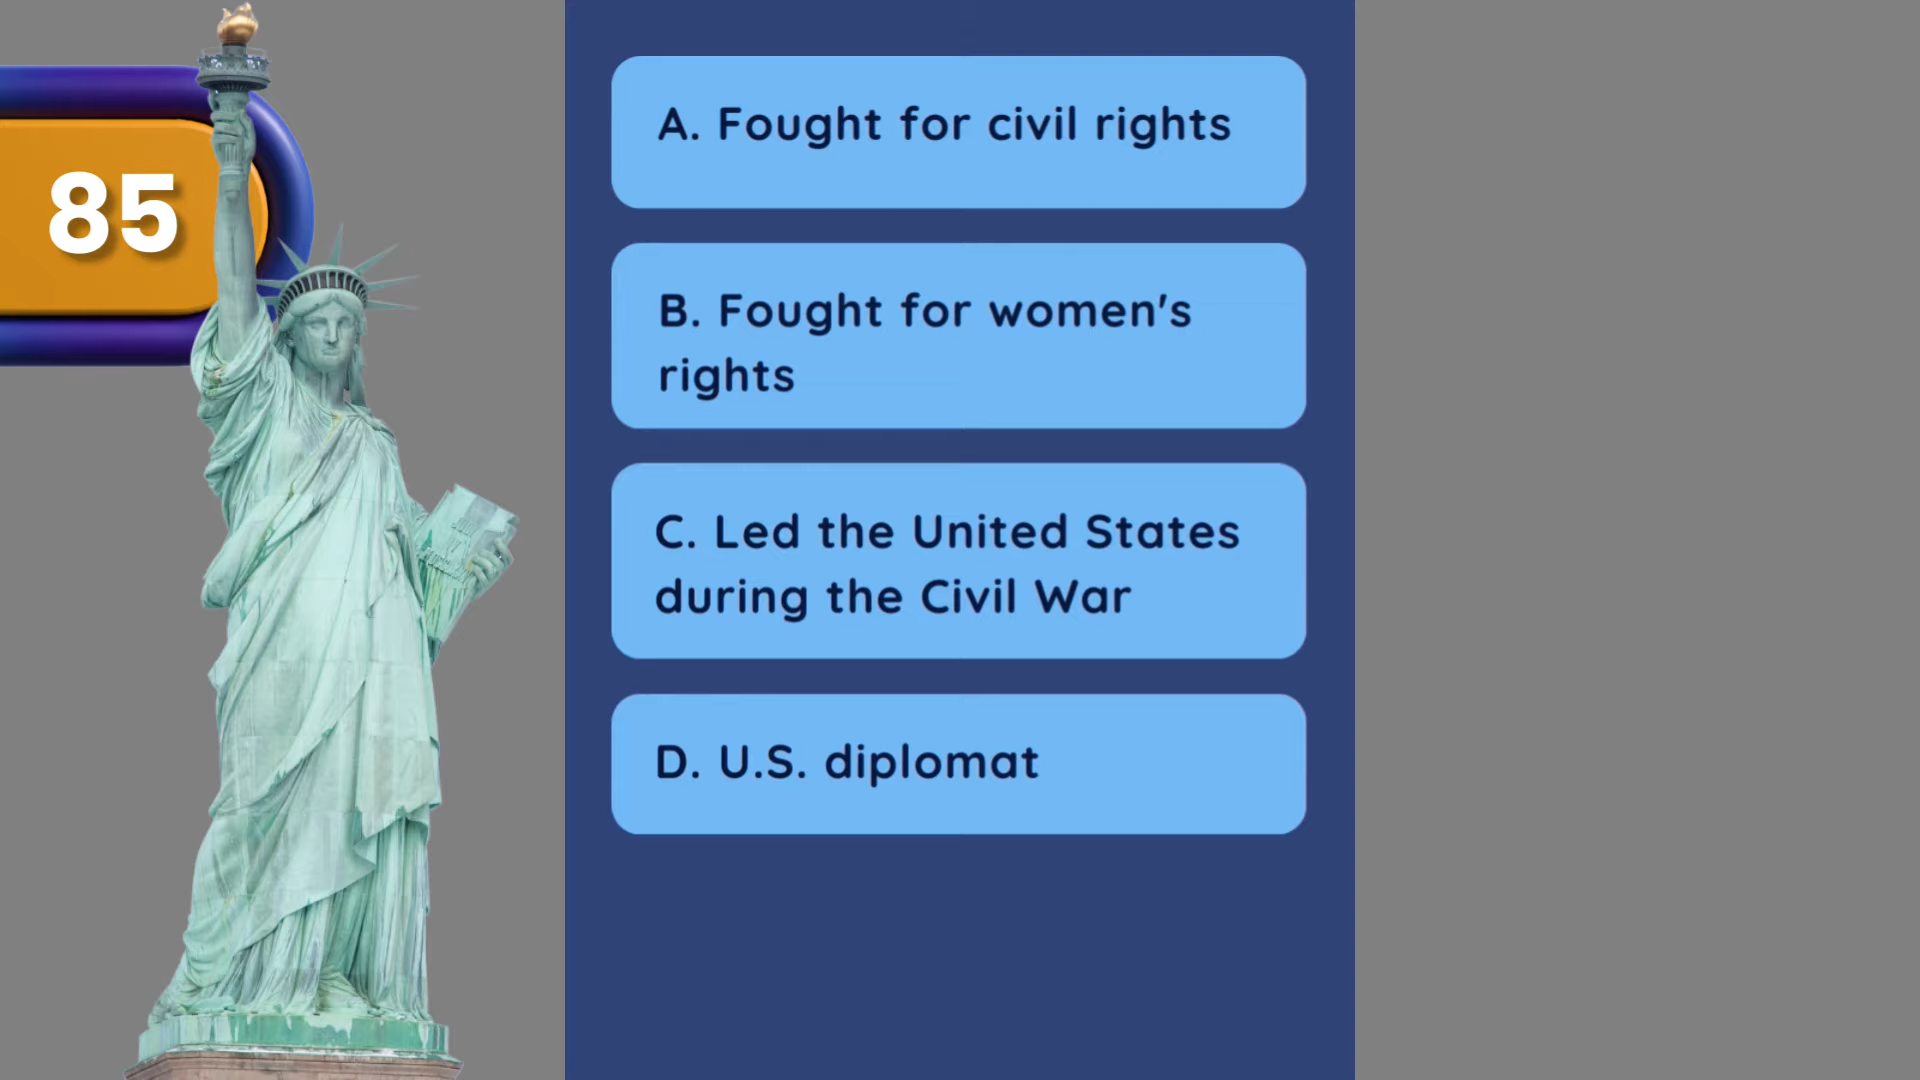 85
A. Fought for civil rights
B. Fought for women's
rights
C. Led the United States
during the Civil War
D. U.S. diplomat